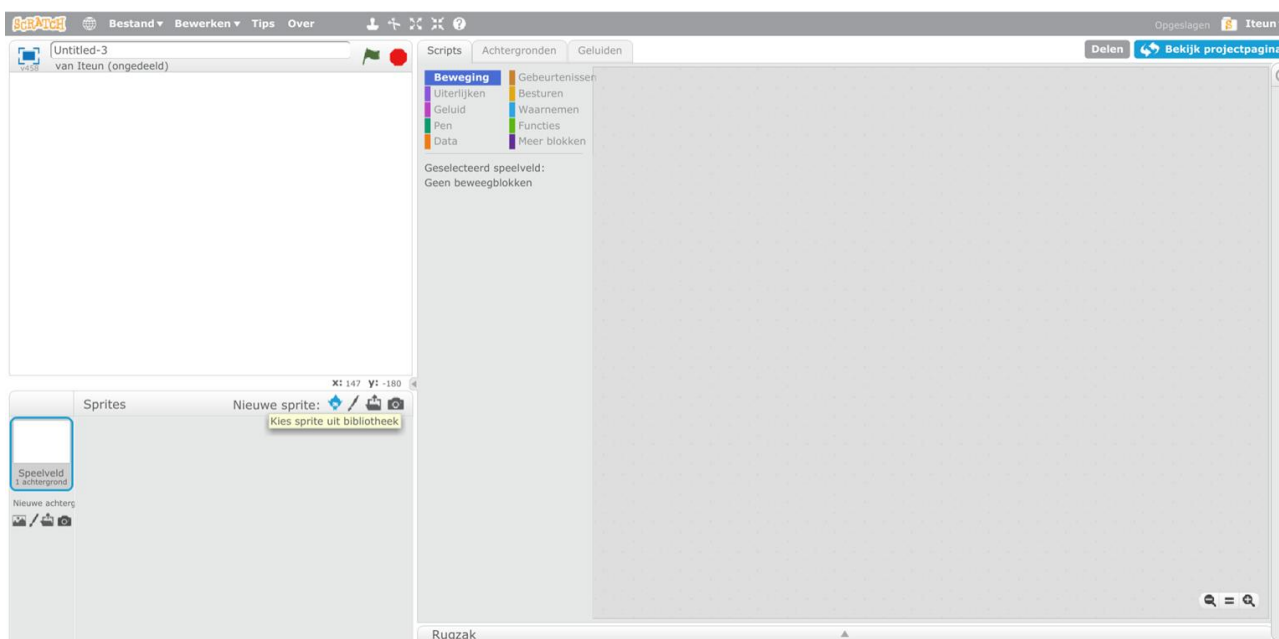 SCRATCH Bestand Bewerken Tips Over Opgeslagen Iteun
Untitled-3
van Iteun (ongedeeld)
v458
Scripts Achtergronden Geluiden Delen Bekijk projectpagina
Beweging Gebeurtenissen
Uiterlijken Besturen
Geluid Waarnemen
Pen Functies
Data Meer blokken
Geselecteerd speelveld:
Geen beweegblokken
X: 147 y: -180
Sprites Nieuwe sprite:
Kies sprite uit bibliotheek
Speelveld
1 achtergrond
Nieuwe achterg
Rugzak